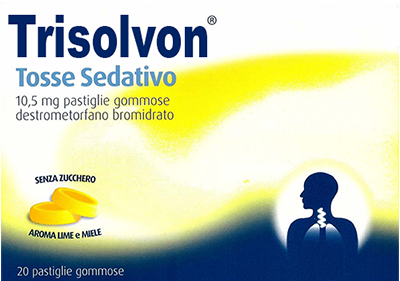 Trisolvon®
Tosse Sedativo
10,5 mg pastiglie gommose
destrometorfano bromidrato
SENZA ZUCCHERO
AROMA LIME e MIELE
20 pastiglie gommose